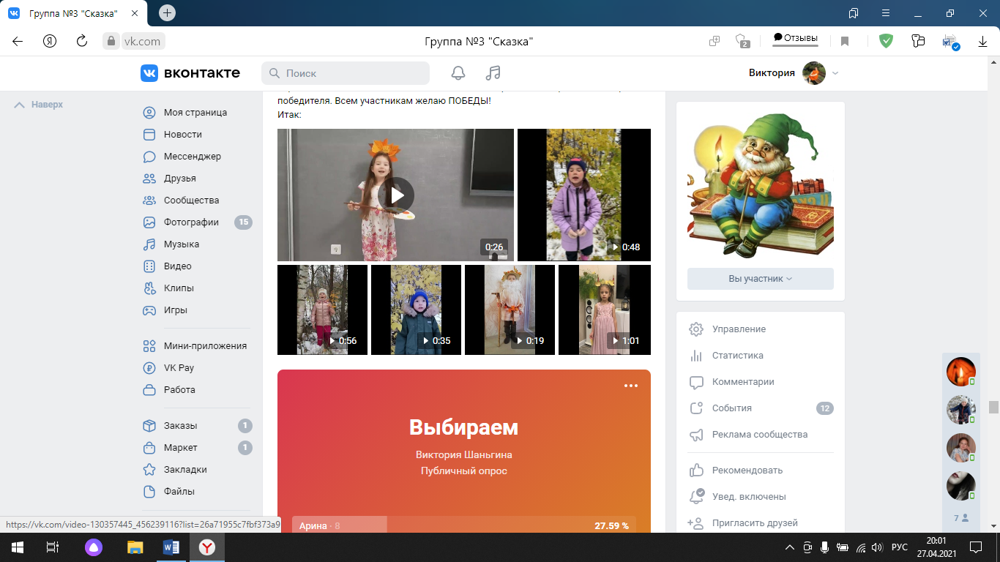 Группа №3 "Сказка"
vk.com
Группа №3 "Сказка"
2
Отзывы
вконтакте
Поиск
Виктория
Наверх
Моя страница
Новости
Мессенджер
Друзья
Сообщества
Фотографии
15
Музыка
Видео
Клипы
Игры
Мини-приложения
VK Pay
Работа
Заказы
1
Маркет
1
Закладки
Файлы
победителя. Всем участникам желаю ПОБЕДЫ!
Итак:
0:26
0:48
0:56
0:35
0:19
1:01
Выбираем
Виктория Шаньгина
Публичный опрос
Арина · 8
27.59 %
Вы участник
Управление
Статистика
Комментарии
События
12
Реклама сообщества
Рекомендовать
Увед. включены
Пригласить друзей
7
https://vk.com/video-130357445_456239116?list=26a71955c7fbf373a9
РУС
20:01
27.04.2021